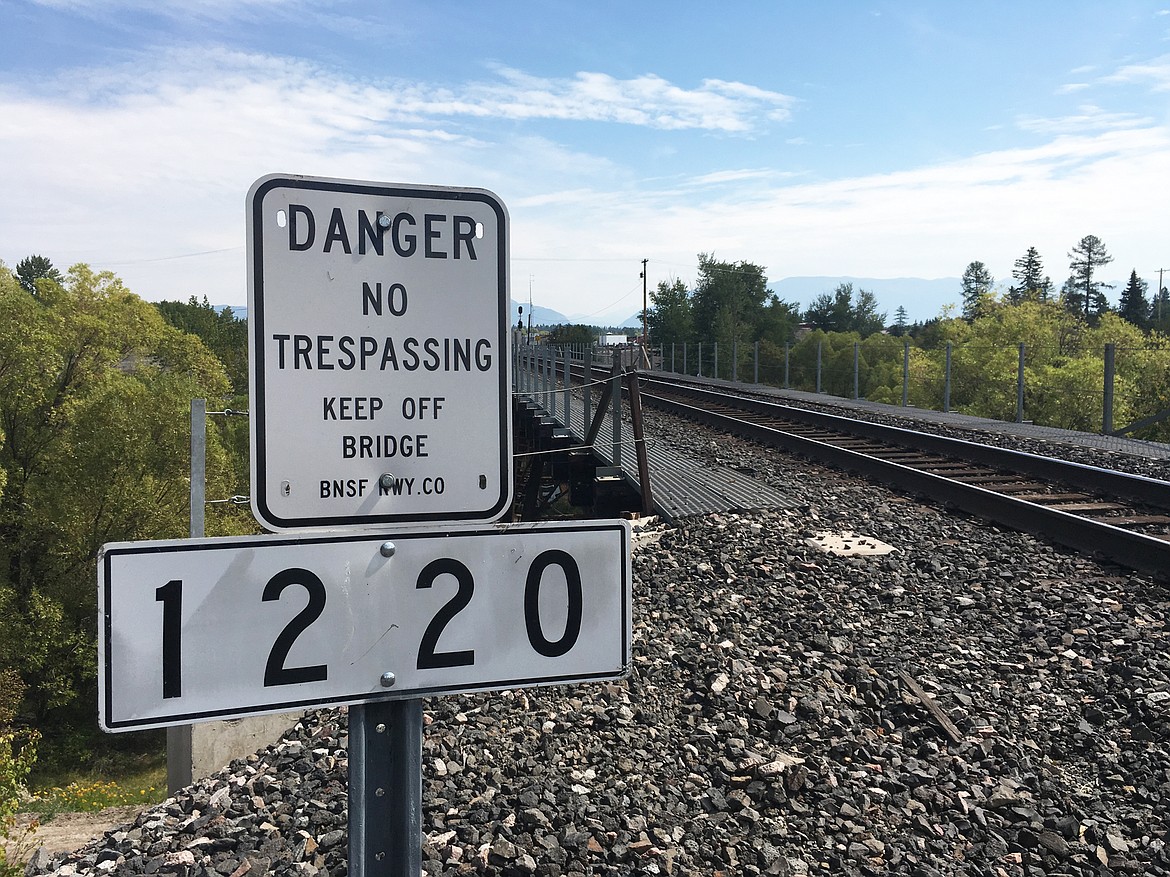 DANGER
NO
TRESPASSING
KEEP OFF
BRIDGE
BNSF RWY.CO
1220